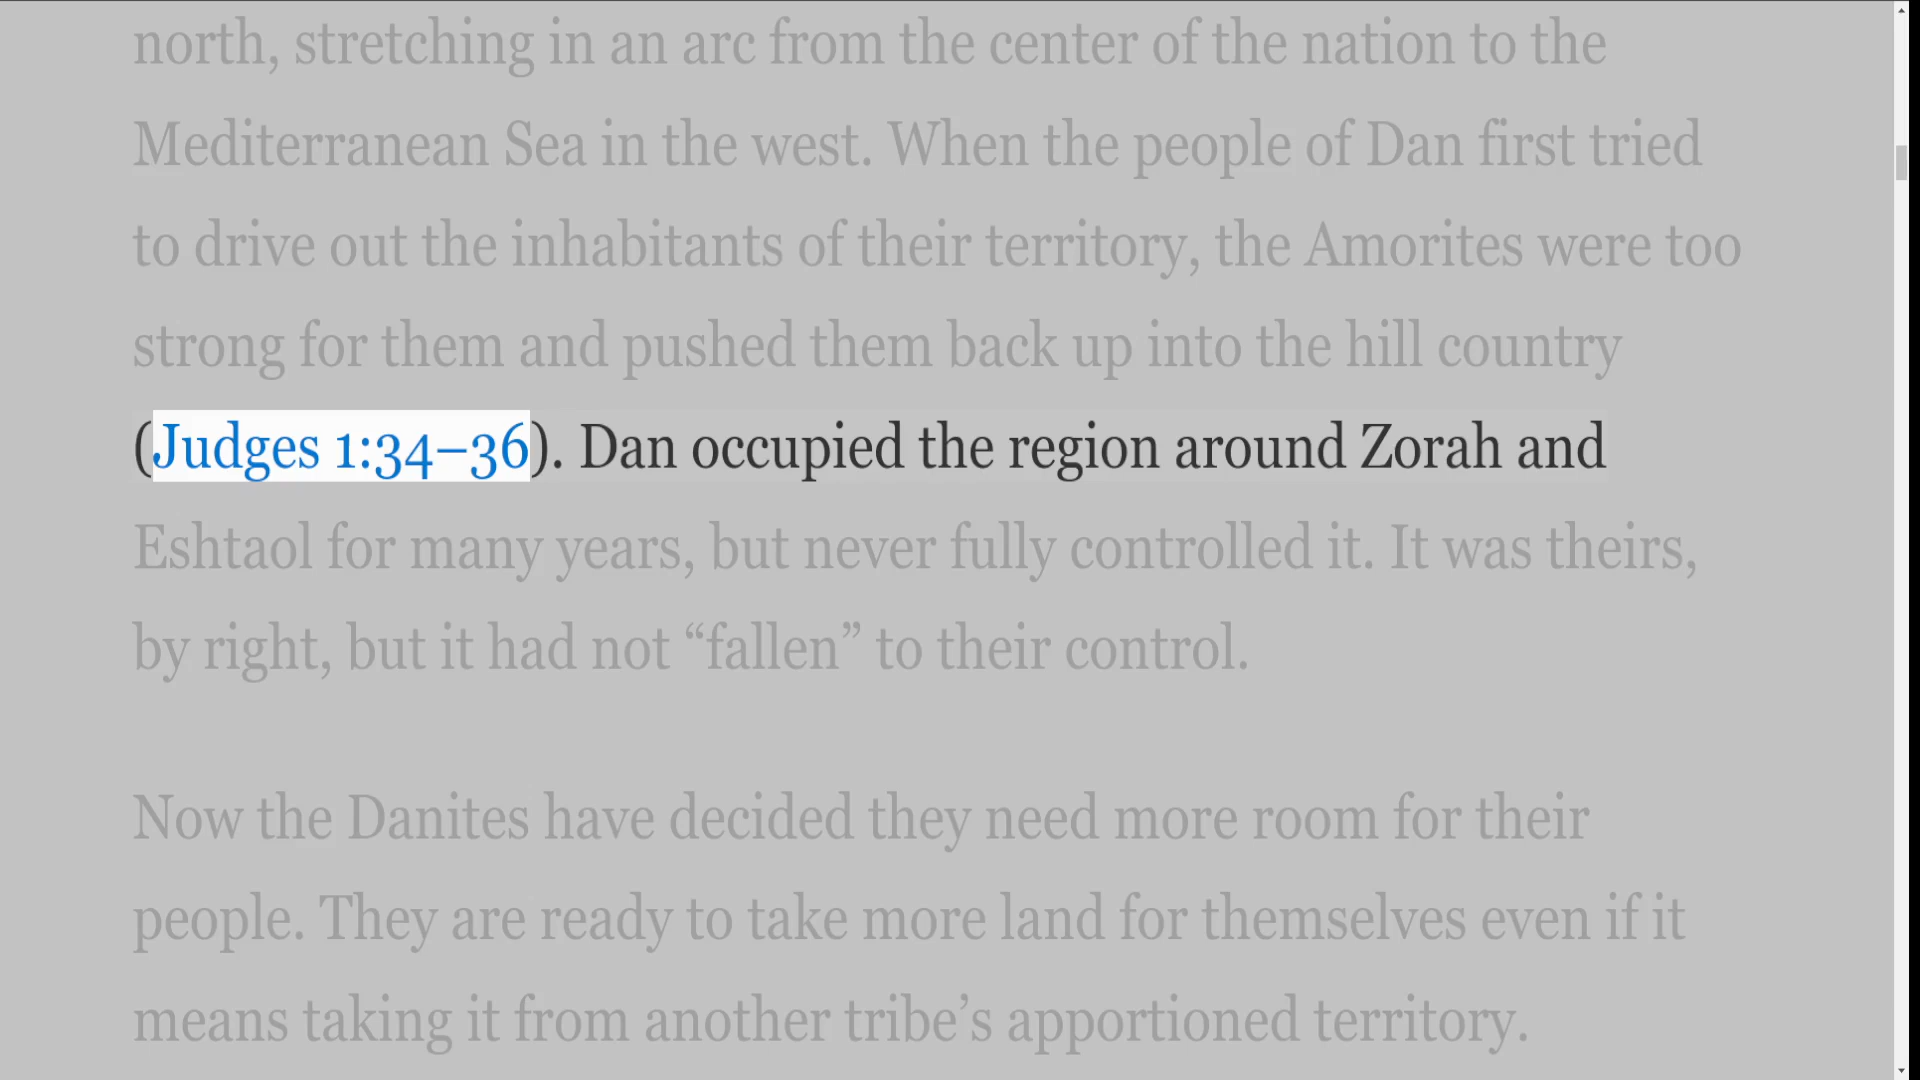 north, stretching in an arc from the center of the nation to the
Mediterranean Sea in the west. When the people of Dan first tried
to drive out the inhabitants of their territory, the Amorites were too
strong for them and pushed them back up into the hill country
(Judges 1:34–36). Dan occupied the region around Zorah and
Eshtaol for many years, but never fully controlled it. It was theirs,
by right, but it had not “fallen” to their control.
Now the Danites have decided they need more room for their
people. They are ready to take more land for themselves even if it
means taking it from another tribe’s apportioned territory.